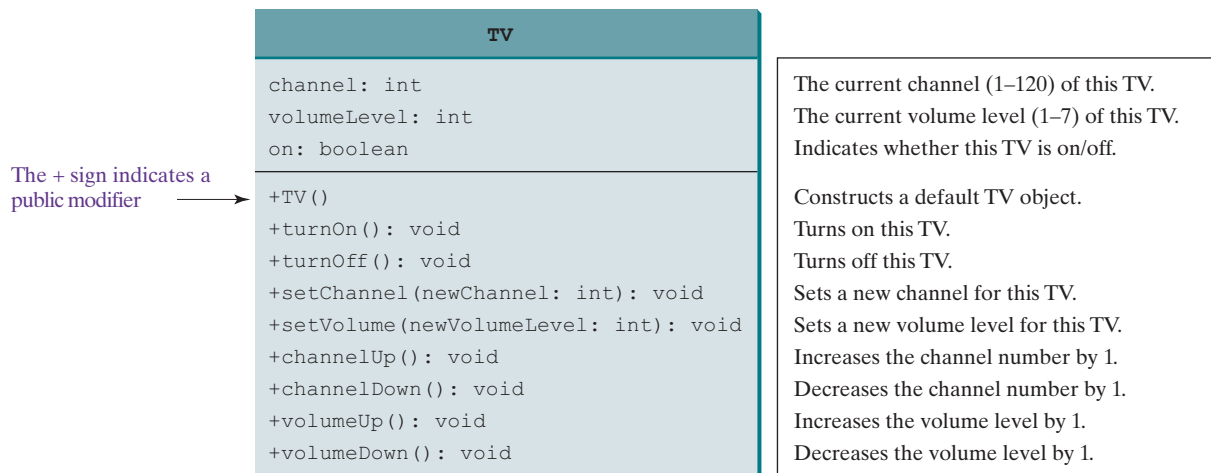 TV
channel: int
The current channel (1–120) of this TV.
volumeLevel: int
The current volume level (1–7) of this TV.
on: boolean
Indicates whether this TV is on/off.
The + sign indicates a
public modifier
+TV()
Constructs a default TV object.
+turnOn(): void
Turns on this TV.
+turnOff(): void
Turns off this TV.
+setChannel(newChannel: int): void
Sets a new channel for this TV.
+setVolume(newVolumeLevel: int): void
Sets a new volume level for this TV.
+channelUp(): void
Increases the channel number by 1.
+channelDown(): void
Decreases the channel number by 1.
+volumeUp(): void
Increases the volume level by 1.
+volumeDown(): void
Decreases the volume level by 1.